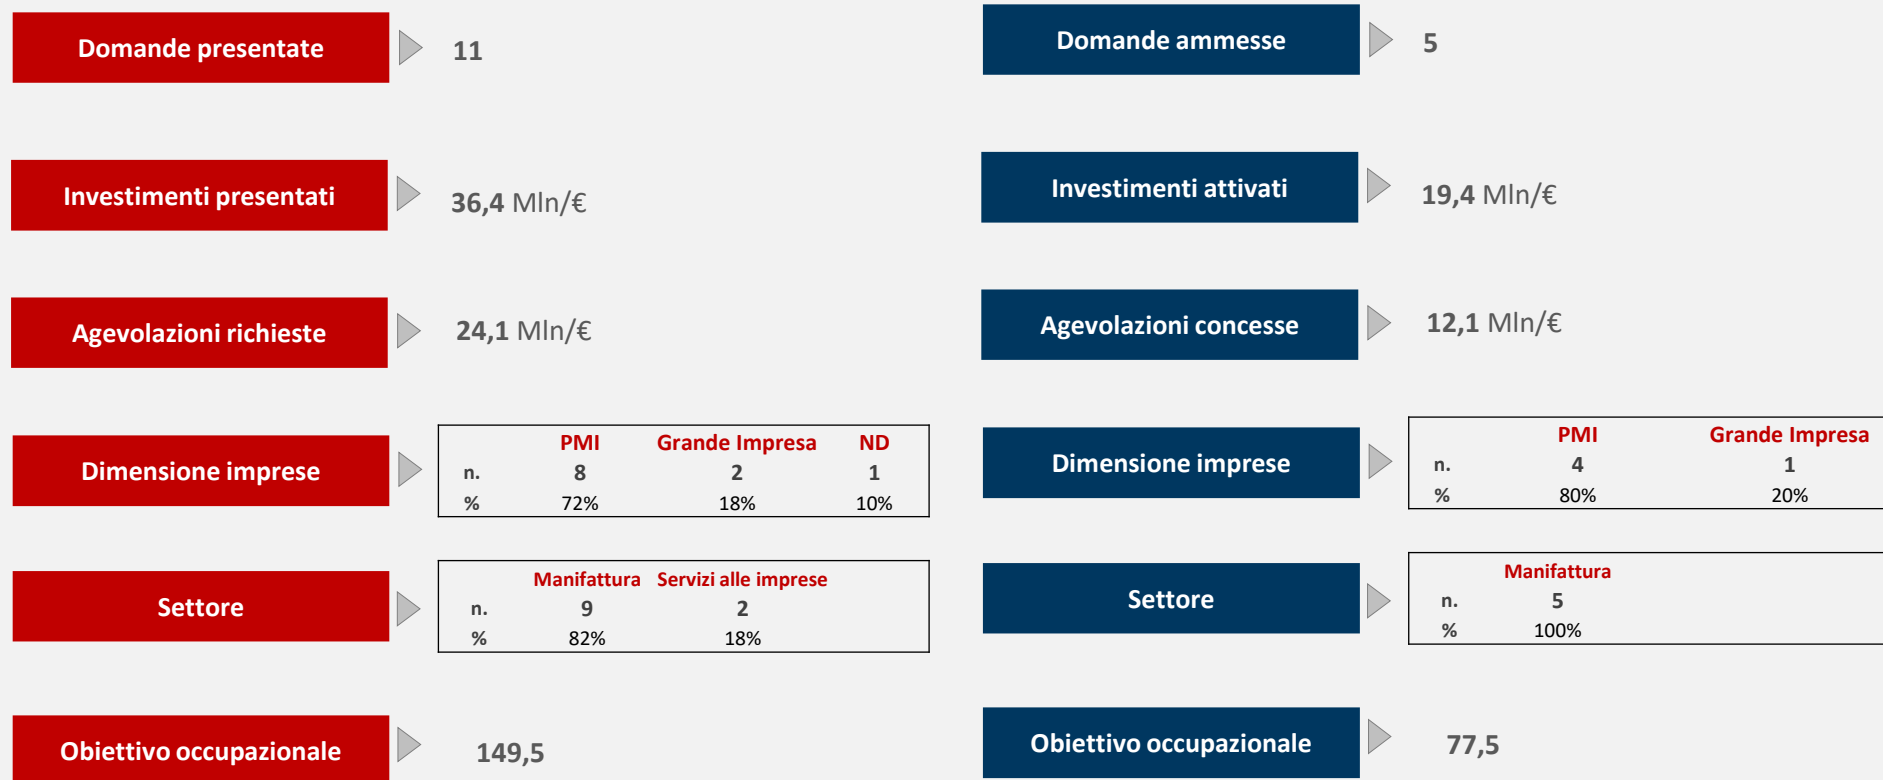 Domande presentate
11
Investimenti presentati
36,4 Mln/€
Agevolazioni richieste
24,1 Mln/€
Dimensione imprese
PMI Grande Impresa ND
n. 8 2 1
% 72% 18% 10%
Settore
Manifattura Servizi alle imprese
n. 9 2
% 82% 18%
Obiettivo occupazionale
149,5
Domande ammesse
5
Investimenti attivati
19,4 Mln/€
Agevolazioni concesse
12,1 Mln/€
Dimensione imprese
PMI Grande Impresa
n. 4 1
% 80% 20%
Settore
Manifattura
n. 5
% 100%
Obiettivo occupazionale
77,5